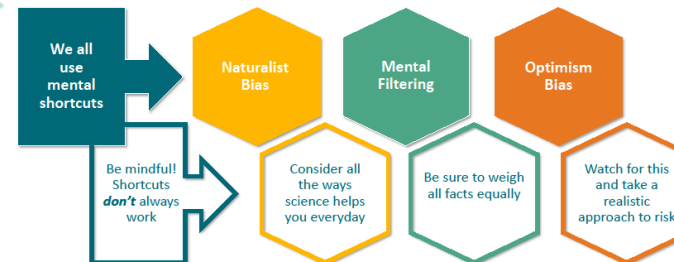 We all
use
mental
shortcuts
Naturalist
Bias
Mental
Filtering
Optimism
Bias
Be mindful!
Shortcuts
don't always
work
Consider all
the ways
science helps
you everyday
Be sure to weigh
all facts equally
Watch for this
and take a
realistic
approach to risk